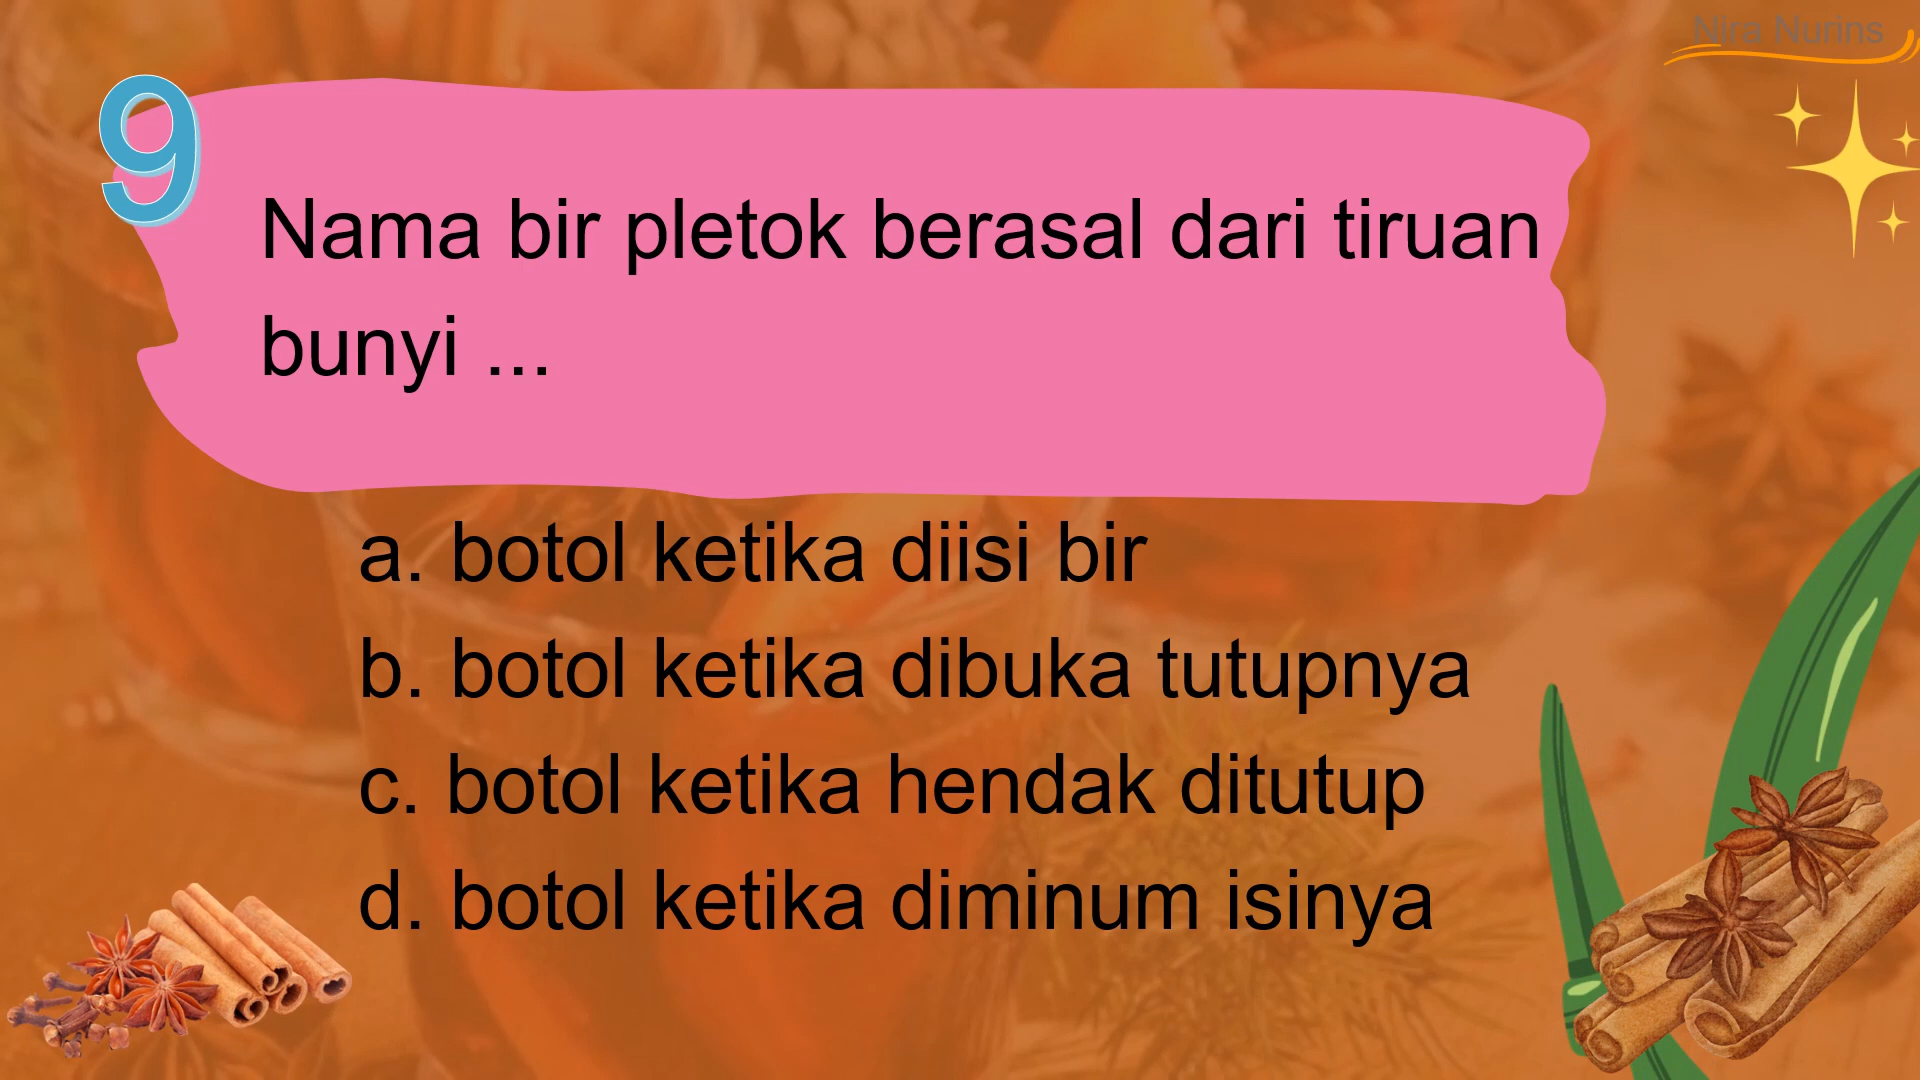 Nira Nurins
9
Nama bir pletok berasal dari tiruan
bunyi ...
a. botol ketika diisi bir
b. botol ketika dibuka tutupnya
c. botol ketika hendak ditutup
d. botol ketika diminum isinya